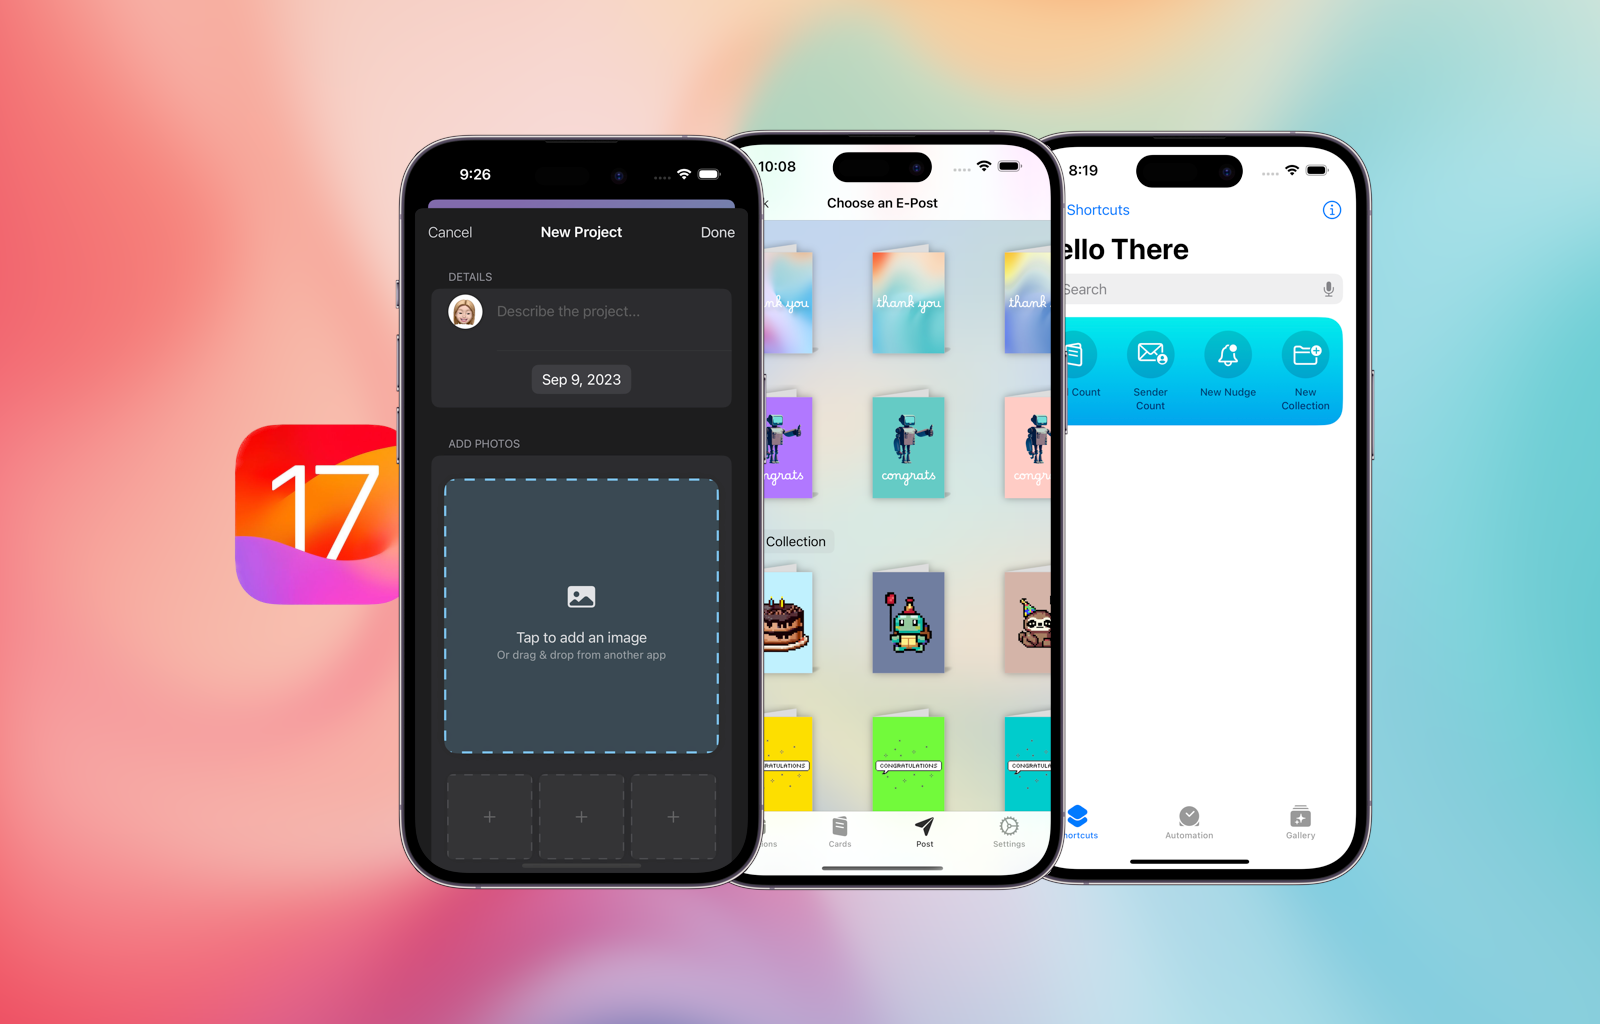 17
9:26
Cancel
New Project
Done
DETAILS
Describe the project...
Sep 9, 2023
ADD PHOTOS
Tap to add an image
Or drag & drop from another app
+
+
+
10:08
k
Choose an E-Post
nk you
thank you
thank
ngrats
congrats
congr
Collection
RATULATIONS
CONGRATULATIONS
CONGRATULA
ons
Cards
Post
Settings
8:19
Shortcuts
ello There
Search
l Count
Sender
Count
New Nudge
New
Collection
hortcuts
Automation
Gallery